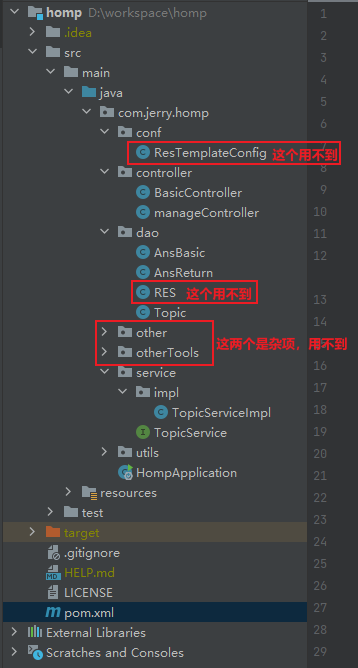 homp D:\workspace\homp
.idea
src
main
java
com.jerry.homp
conf
ResTemplateConfig 这个用不到
controller
BasicController
manageController
dao
AnsBasic
AnsReturn
RES 这个用不到
Topic
other
otherTools
这两个是杂项，用不到
service
impl
TopicServiceImpl
TopicService
utils
HompApplication
resources
test
target
.gitignore
HELP.md
LICENSE
pom.xml
External Libraries
Scratches and Consoles
1
2
3
4
5
6
7
8
9
10
11
12
13
14
15
16
17
18
19
20
21
22
23
24
25
26
27
28
29